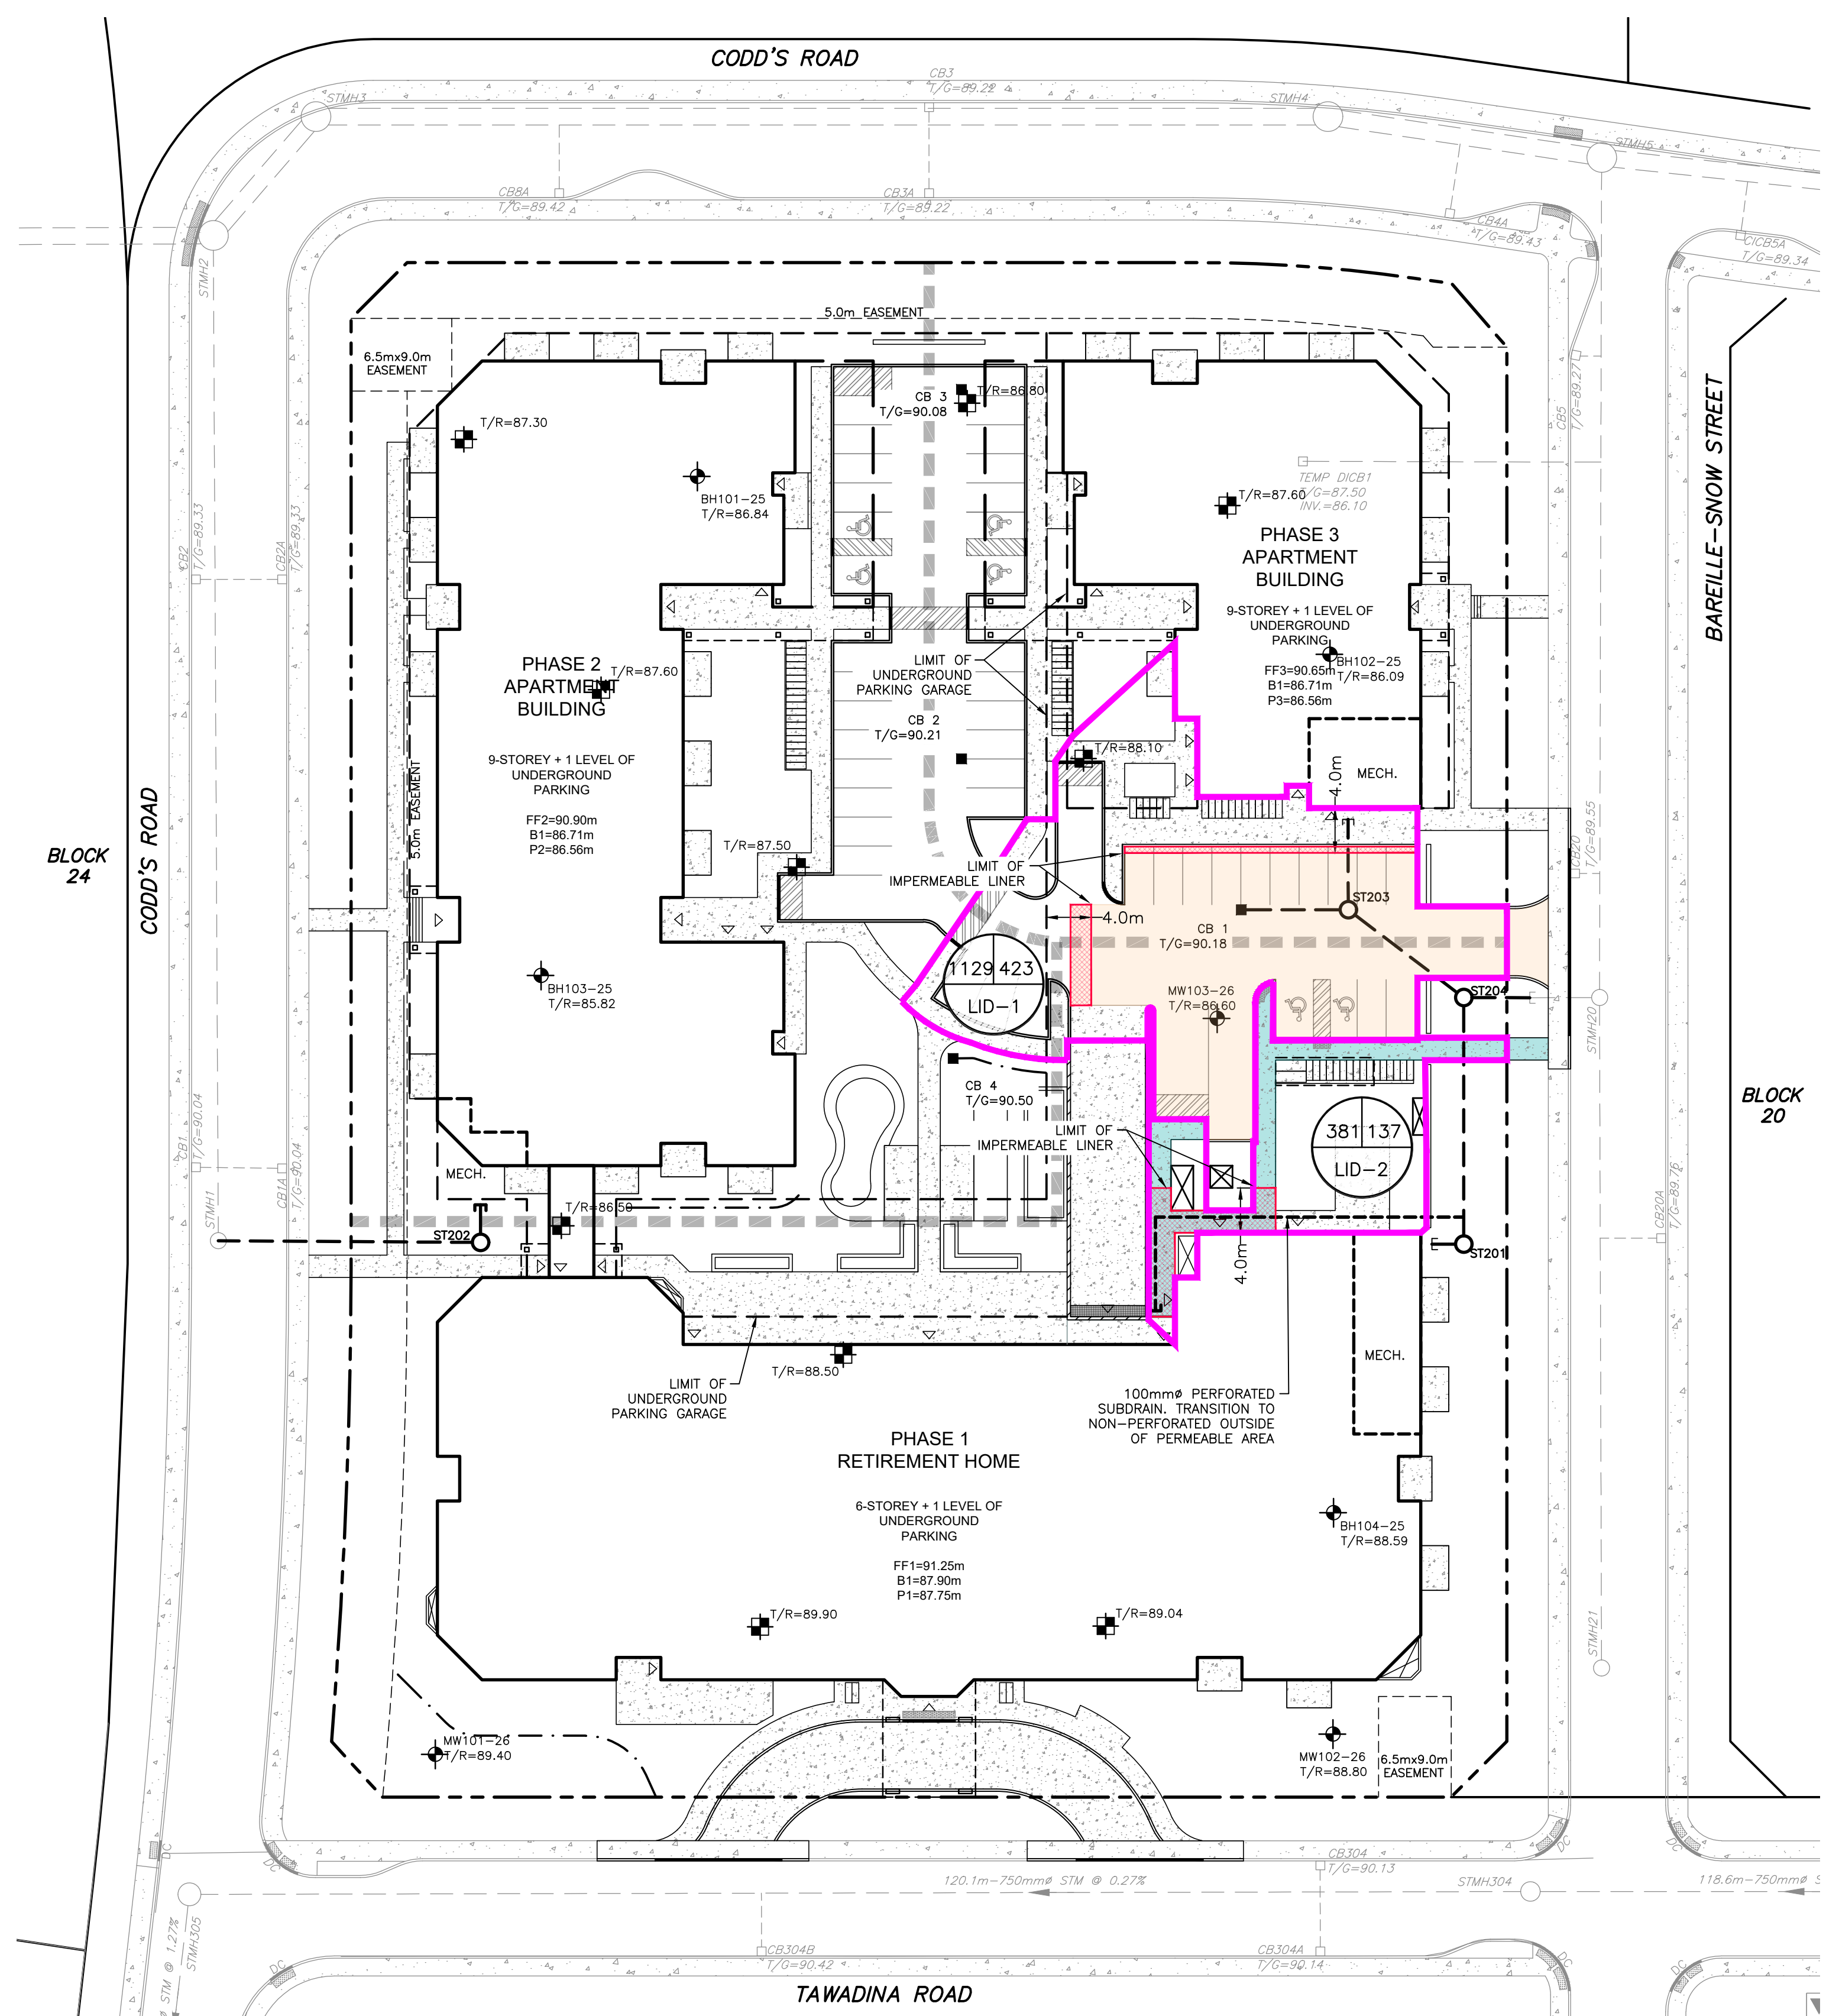 CODD'S ROAD
CB3
T/G=89.22
STMH3
STMH4
STMH5
CB8A
T/G=89.42
CB3A
T/G=89.22
CB4A
T/G=89.43
CICB5A
T/G=89.34
STMH2
5.0m EASEMENT
6.5mx9.0m
EASEMENT
CB 3
T/G=90.08
T/R=86.80
T/R=87.30
CB5
T/G=89.27
BAREILLE-SNOW STREET
BH101-25
T/R=86.84
TEMP DICB1
T/G=87.50
INV.=86.10
T/R=87.60
CB2
T/G=89.33
CB2A
T/G=89.33
PHASE 3
APARTMENT
BUILDING
9-STOREY + 1 LEVEL OF
UNDERGROUND
PARKING
FF3=90.65m
B1=86.71m
P3=86.56m
BH102-25
T/R=86.09
LIMIT OF
UNDERGROUND
PARKING GARAGE
PHASE 2
APARTMENT
BUILDING
T/R=87.60
9-STOREY + 1 LEVEL OF
UNDERGROUND
PARKING
FF2=90.90m
B1=86.71m
P2=86.56m
CB 2
T/G=90.21
T/R=88.10
MECH.
4.0m
5.0m EASEMENT
CODD'S ROAD
BLOCK
24
T/R=87.50
LIMIT OF
IMPERMEABLE LINER
CB20
T/G=89.55
ST203
4.0m
CB 1
T/G=90.18
1129
423
LID-1
BH103-25
T/R=85.82
MW103-26
T/R=86.60
ST204
STMH20
CB 4
T/G=90.50
LIMIT OF
IMPERMEABLE LINER
381
137
LID-2
BLOCK
20
CB1
T/G=90.04
CB1A
T/G=90.04
STMH1
MECH.
T/R=86.50
ST202
4.0m
ST201
CB20A
T/G=89.76
T/R=88.50
MECH.
LIMIT OF
UNDERGROUND
PARKING GARAGE
100mmø PERFORATED
SUBDRAIN. TRANSITION TO
NON-PERFORATED OUTSIDE
OF PERMEABLE AREA
PHASE 1
RETIREMENT HOME
6-STOREY + 1 LEVEL OF
UNDERGROUND
PARKING
FF1=91.25m
B1=87.90m
P1=87.75m
BH104-25
T/R=88.59
T/R=89.90
T/R=89.04
STMH21
MW101-26
T/R=89.40
MW102-26
T/R=88.80
6.5mx9.0m
EASEMENT
DC
DC
DC
DC
CB304
T/G=90.13
120.1m-750mmø STM @ 0.27%
STMH304
118.6m-750mmø
STMH305
STM @ 1.27%
CB304B
T/G=90.42
CB304A
T/G=90.14
DC
DC
DC
TAWADINA ROAD